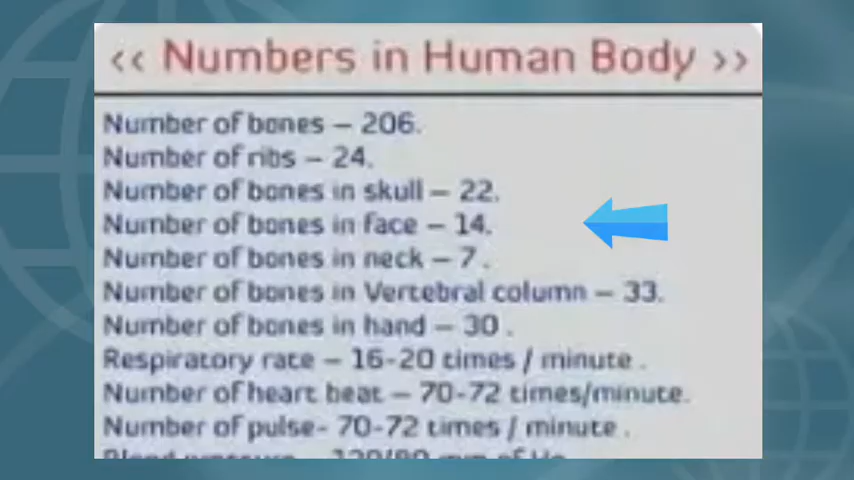 << Numbers in Human Body >>
Number of bones – 206.
Number of ribs – 24.
Number of bones in skull – 22.
Number of bones in face – 14.
Number of bones in neck – 7 .
Number of bones in Vertebral column – 33.
Number of bones in hand – 30 .
Respiratory rate – 16-20 times / minute .
Number of heart beat – 70-72 times/minute.
Number of pulse- 70-72 times / minute .